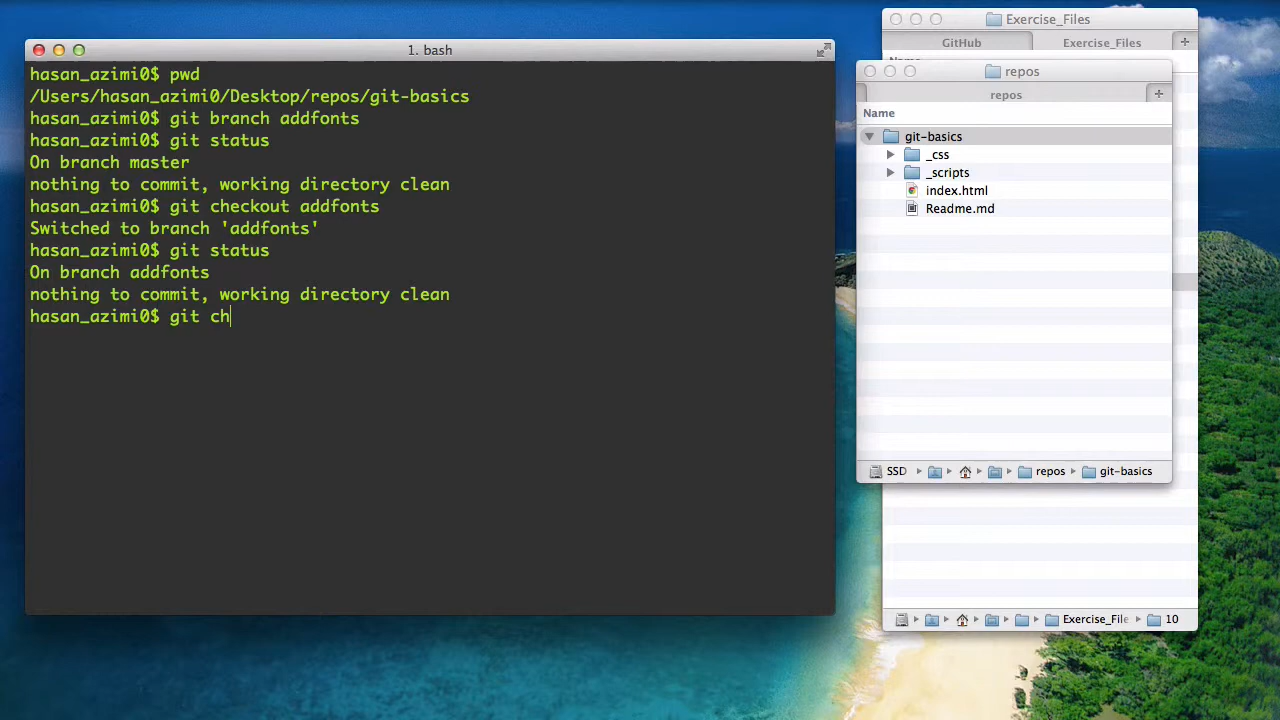 1. bash
hasan_azimi0$ pwd
/Users/hasan_azimi0/Desktop/repos/git-basics
hasan_azimi0$ git branch addfonts
hasan_azimi0$ git status
On branch master
nothing to commit, working directory clean
hasan_azimi0$ git checkout addfonts
Switched to branch 'addfonts'
hasan_azimi0$ git status
On branch addfonts
nothing to commit, working directory clean
hasan_azimi0$ git ch
Exercise_Files
GitHub
Exercise_Files
+
repos
repos
+
Name
git-basics
_css
_scripts
index.html
Readme.md
SSD
repos
git-basics
Exercise_File
10